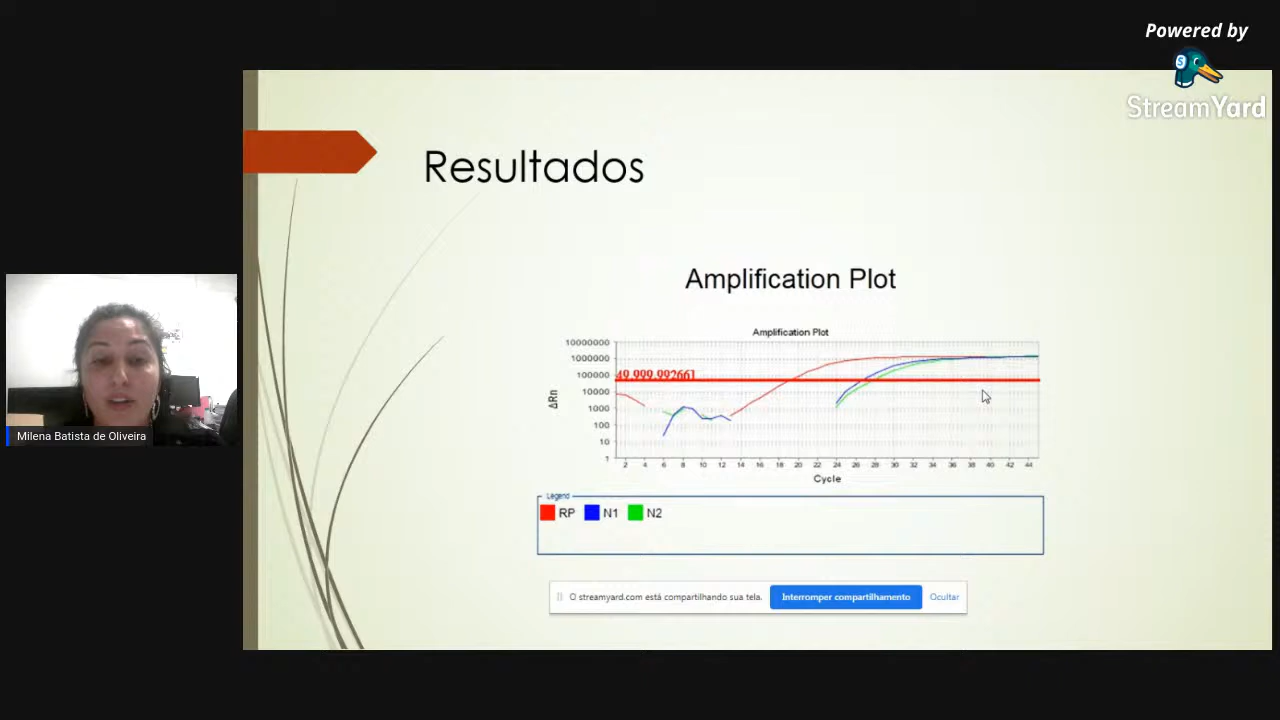 Powered by
StreamYard
Resultados
Amplification Plot
Amplification Plot
10000000
1000000
100000
10000
1000
100
10
1
49.999,992661
ΔRn
2 4 6 8 10 12 14 16 18 20 22 24 26 28 30 32 34 36 38 40 42 44
Cycle
Legend
RP N1 N2
O streamyard.com está compartilhando sua tela. Interromper compartilhamento Ocultar
Milena Batista de Oliveira